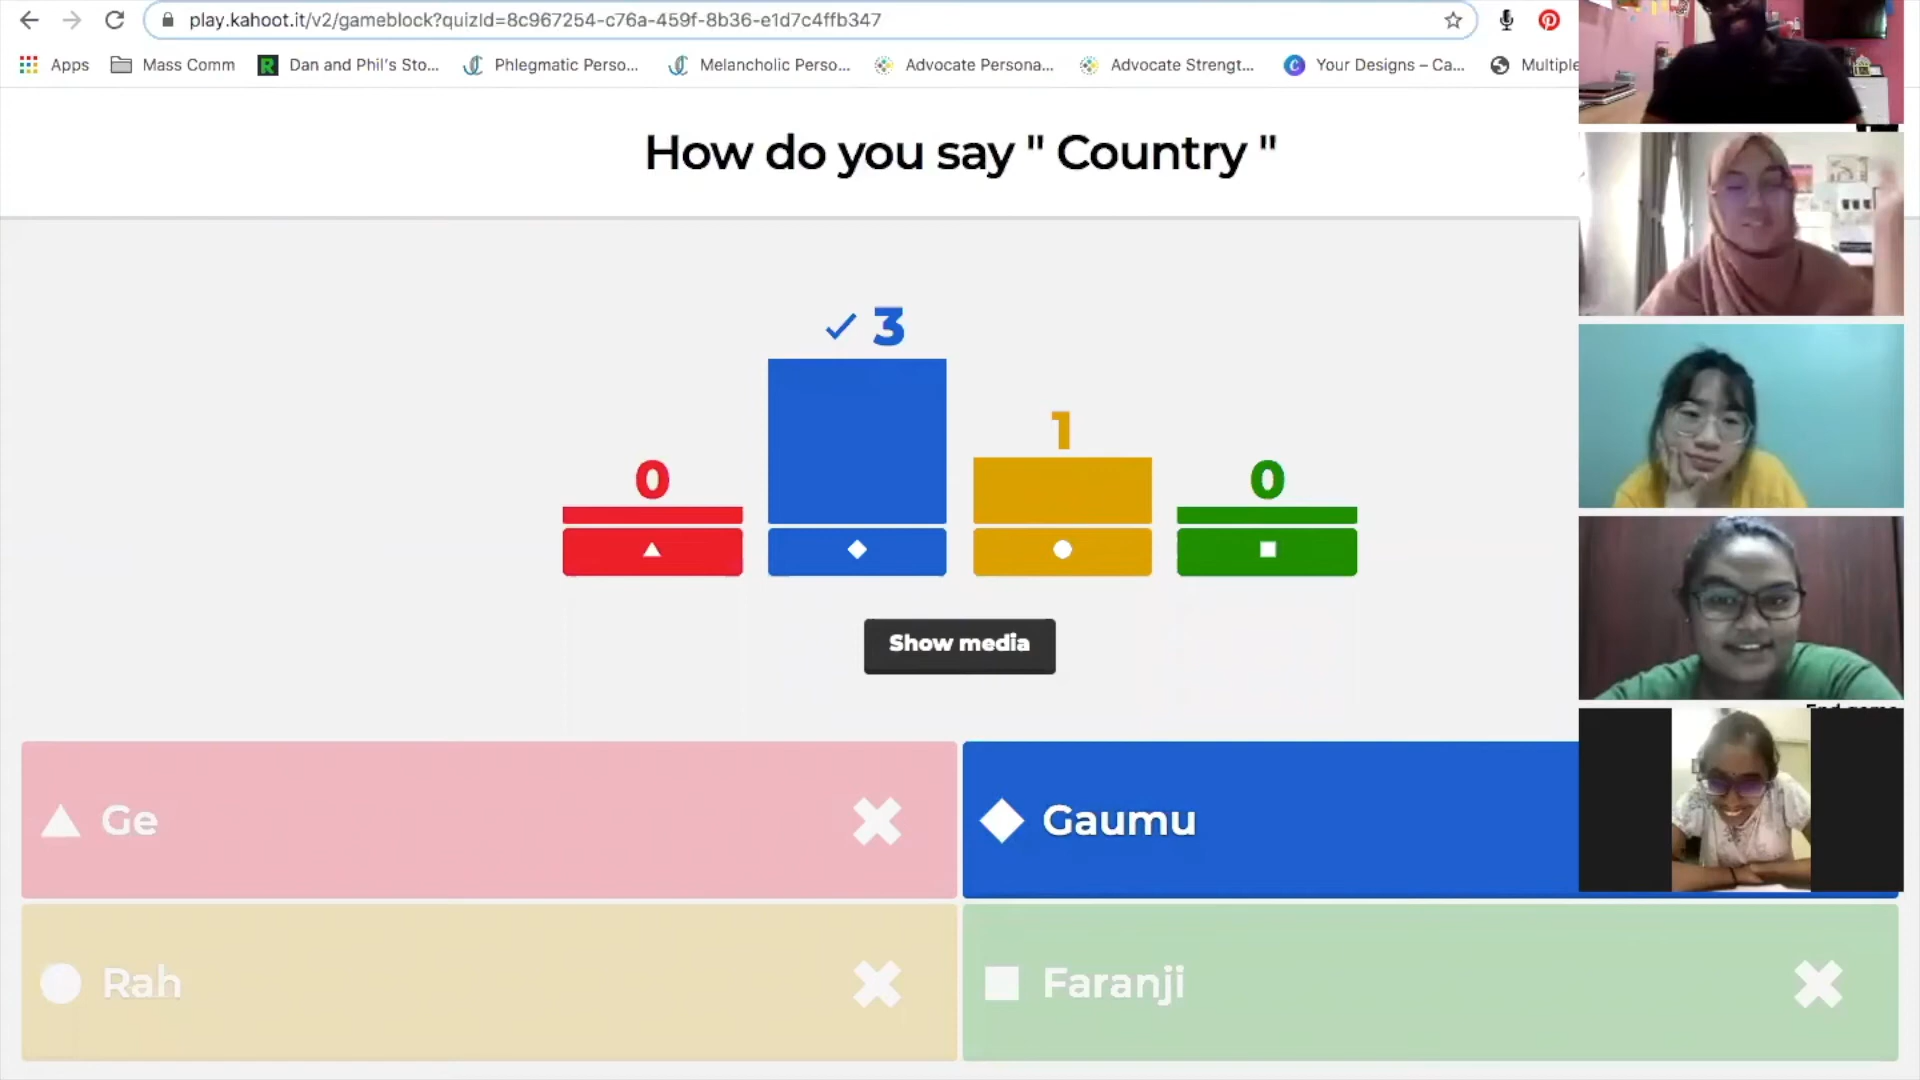 play.kahoot.it/v2/gameblock?quizId=8c967254-c76a-459f-8b36-e1d7c4ffb347
Apps Mass Comm Dan and Phil's Sto... Phlegmatic Perso... Melancholic Perso... Advocate Persona... Advocate Strengt... Your Designs – Ca... Multiple
How do you say " Country "
3
1
0
0
Show media
Ge
Gaumu
Rah
Faranji